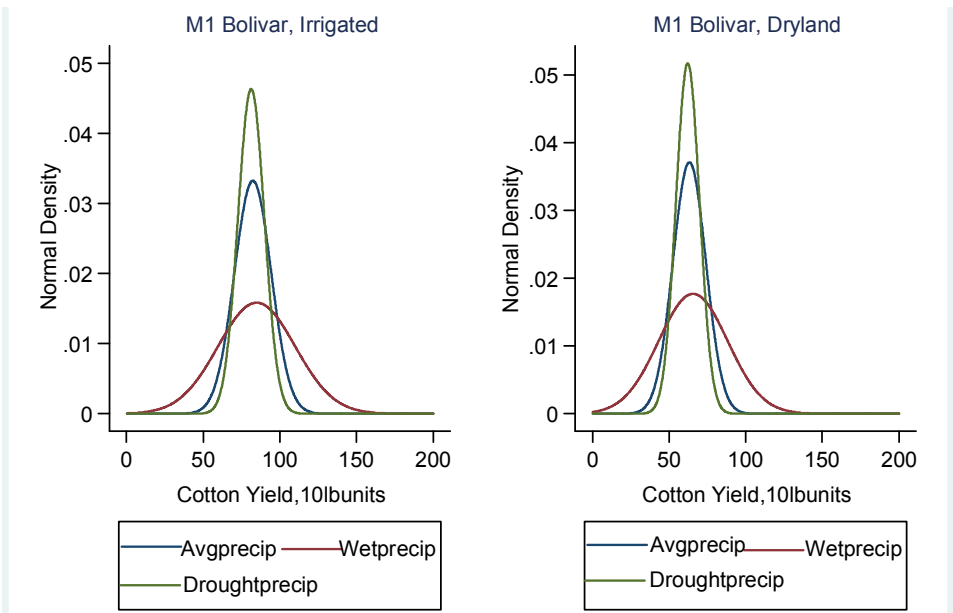 M1 Bolivar, Irrigated
.05
.04
.03
.02
.01
0
Normal Density
0 50 100 150 200
Cotton Yield,10lbunits
Avgprecip Wetprecip
Droughtprecip
M1 Bolivar, Dryland
.05
.04
.03
.02
.01
0
Normal Density
0 50 100 150 200
Cotton Yield,10lbunits
Avgprecip Wetprecip
Droughtprecip